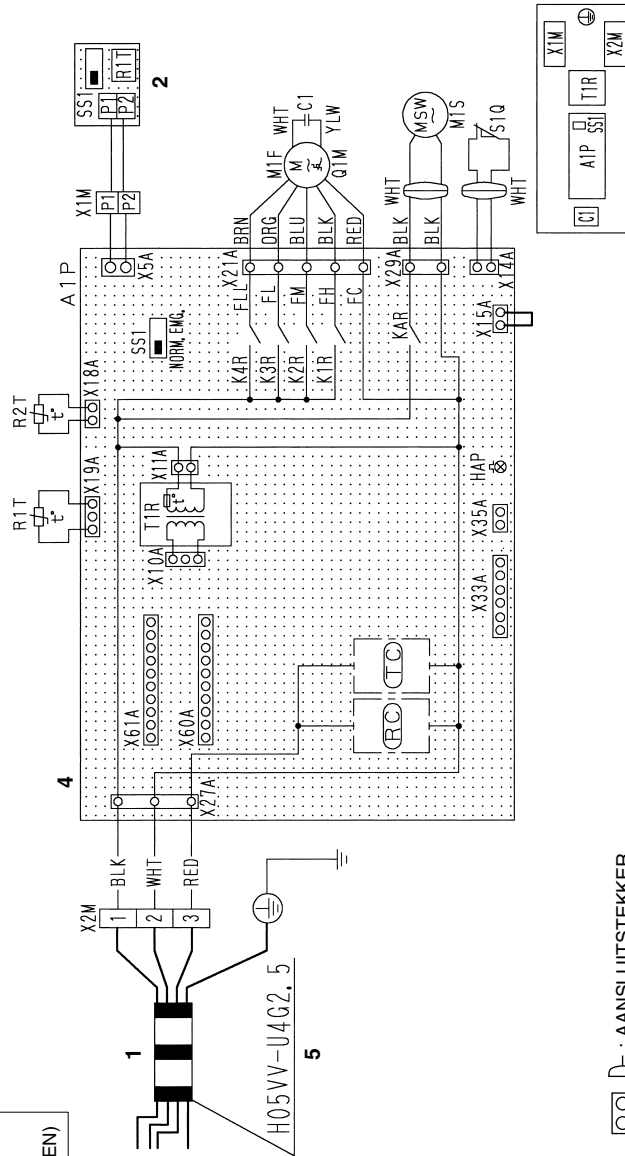 EN)
1
H05VV-U4G2.5
5
X2M
1
2
3
BLK
WHT
RED
4
X27A
X61A
X60A
RC
TC
R1T
t°
X19A
R2T
t°
X18A
A1P
X10A
T1R
t°
X11A
SS1
NORM. EMG.
K4R
K3R
K2R
K1R
KAR
FLL
FL
FM
FH
FC
X33A
X35A
HAP
X15A
X5A
X21A
X29A
X14A
X1M
P1
P2
SS1
P1
P2
R1T
2
BRN
ORG
BLU
BLK
RED
BLK
BLK
M1F
M
Q1M
WHT
C1
YLW
WHT
MSW
M1S
WHT
S1Q
C1
A1P
SS1
T1R
X1M
X2M
: AANSLUITSTEKKER